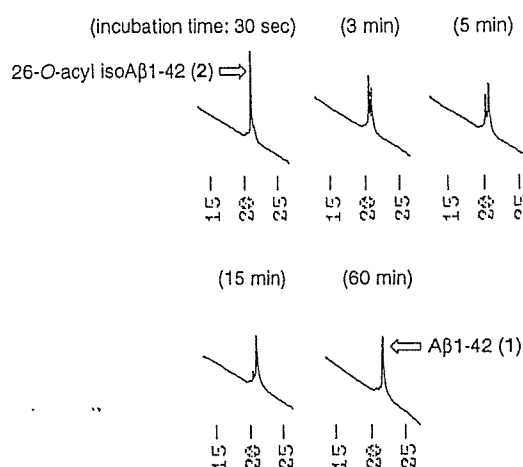 (incubation time: 30 sec) (3 min) (5 min)
26-O-acyl isoAβ1-42 (2)
15 20 25 15 20 25 15 20 25
(15 min) (60 min)
Aβ1-42 (1)
15 20 25 15 20 25